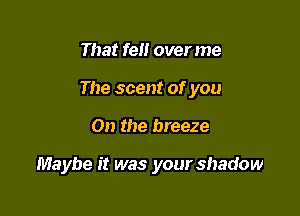 That fell over me
The scent of you
On the breeze
Maybe it was your shadow